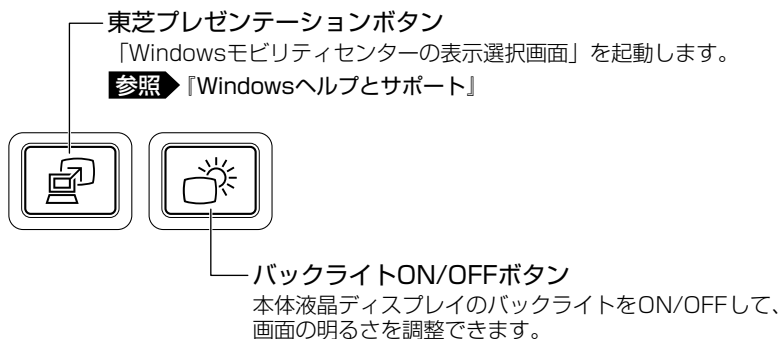 東芝プレゼンテーションボタン
「Windowsモビリティセンターの表示選択画面」を起動します。
参照 『Windowsヘルプとサポート』
バックライトON/OFFボタン
本体液晶ディスプレイのバックライトをON/OFFして、
画面の明るさを調整できます。